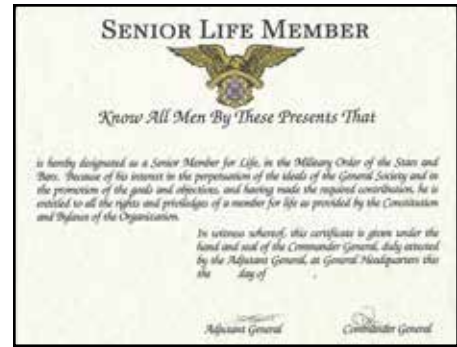 SENIOR LIFE MEMBER
Know All Men By These Presents That
is hereby designated as a Senior Member for Life, in the Military Order of the Stars and
Bars. Because of his interest in the perpetuation of the ideals of the General Society and in
the promotion of the goals and objectives, and having made the required contribution, he is
entitled to all the rights and priviledges of a member for life as provided by the Constitution
and Bylaws of the Organization.
In witness whereof, this certificate is given under the
hand and seal of the Commander General, duly attested
by the Adjutant General, at General Headquarters this
the day of ,
Adjutant General Commander General